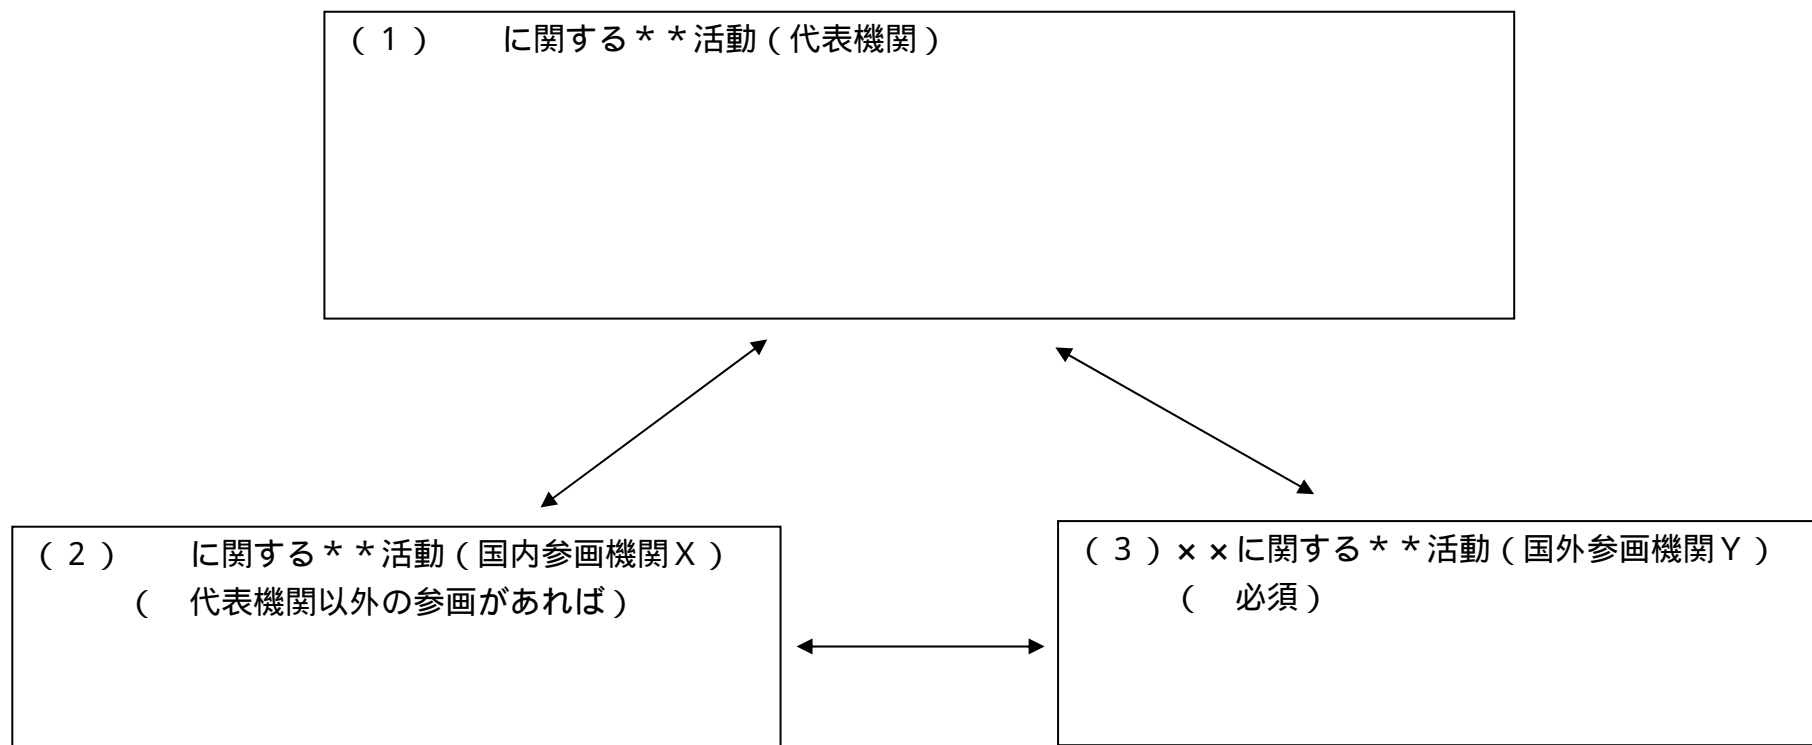 （１）　　に関する＊＊活動（代表機関）
（２）　　に関する＊＊活動（国内参画機関Ｘ）
（　代表機関以外の参画があれば）
（３）××に関する＊＊活動（国外参画機関Ｙ）
（　必須）